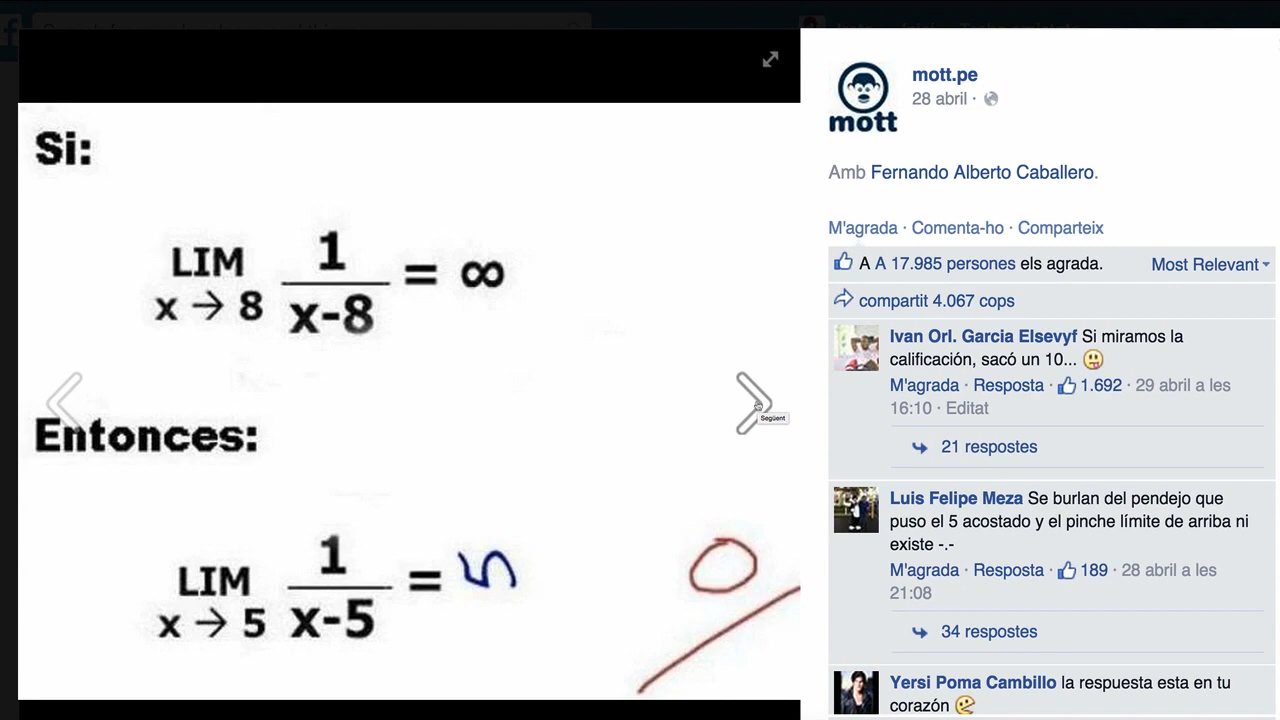 Si:
LIM
x → 8
1
x-8
= ∞
Entonces:
LIM
x → 5
1
x-5
= 5
0
Següent
mott
mott.pe
28 abril ·
Amb Fernando Alberto Caballero.
M'agrada · Comenta-ho · Comparteix
A A 17.985 persones els agrada.
Most Relevant
compartit 4.067 cops
Ivan Orl. Garcia Elsevyf Si miramos la
calificación, sacó un 10...
M'agrada · Resposta · 1.692 · 29 abril a les
16:10 · Editat
21 respostes
Luis Felipe Meza Se burlan del pendejo que
puso el 5 acostado y el pinche límite de arriba ni
existe -.-
M'agrada · Resposta · 189 · 28 abril a les
21:08
34 respostes
Yersi Poma Cambillo la respuesta esta en tu
corazón